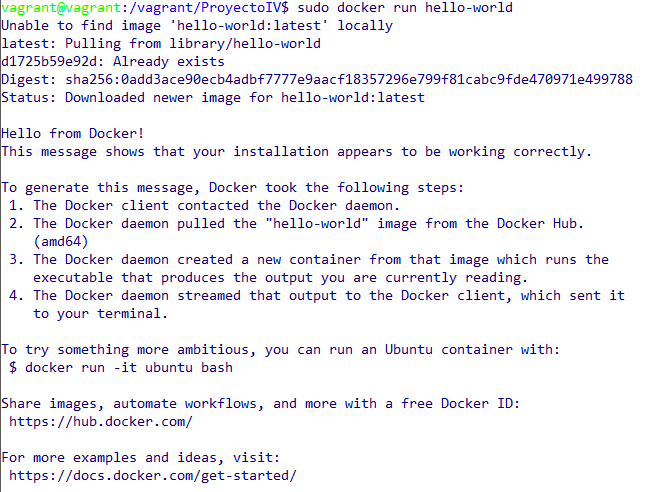 vagrant@vagrant:/vagrant/ProyectoIV$ sudo docker run hello-world
Unable to find image 'hello-world:latest' locally
latest: Pulling from library/hello-world
d1725b59e92d: Already exists
Digest: sha256:0add3ace90ecb4adbf7777e9aacf18357296e799f81cabc9fde470971e499788
Status: Downloaded newer image for hello-world:latest

Hello from Docker!
This message shows that your installation appears to be working correctly.

To generate this message, Docker took the following steps:
 1. The Docker client contacted the Docker daemon.
 2. The Docker daemon pulled the "hello-world" image from the Docker Hub.
    (amd64)
 3. The Docker daemon created a new container from that image which runs the
    executable that produces the output you are currently reading.
 4. The Docker daemon streamed that output to the Docker client, which sent it
    to your terminal.

To try something more ambitious, you can run an Ubuntu container with:
 $ docker run -it ubuntu bash

Share images, automate workflows, and more with a free Docker ID:
 https://hub.docker.com/

For more examples and ideas, visit:
 https://docs.docker.com/get-started/